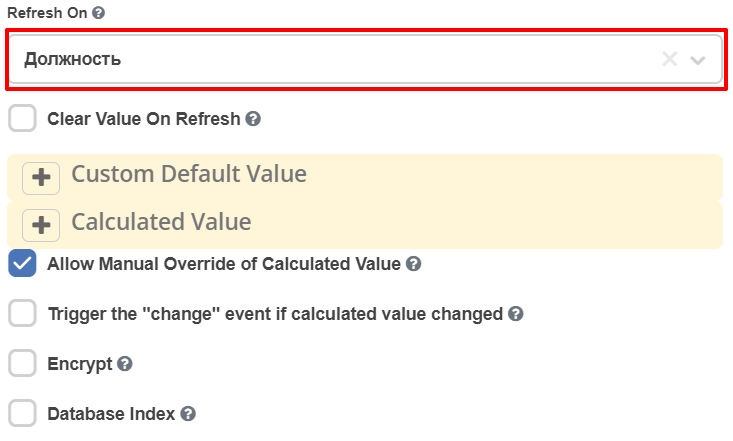 Refresh On
Должность
Clear Value On Refresh
Custom Default Value
Calculated Value
Allow Manual Override of Calculated Value
Trigger the "change" event if calculated value changed
Encrypt
Database Index